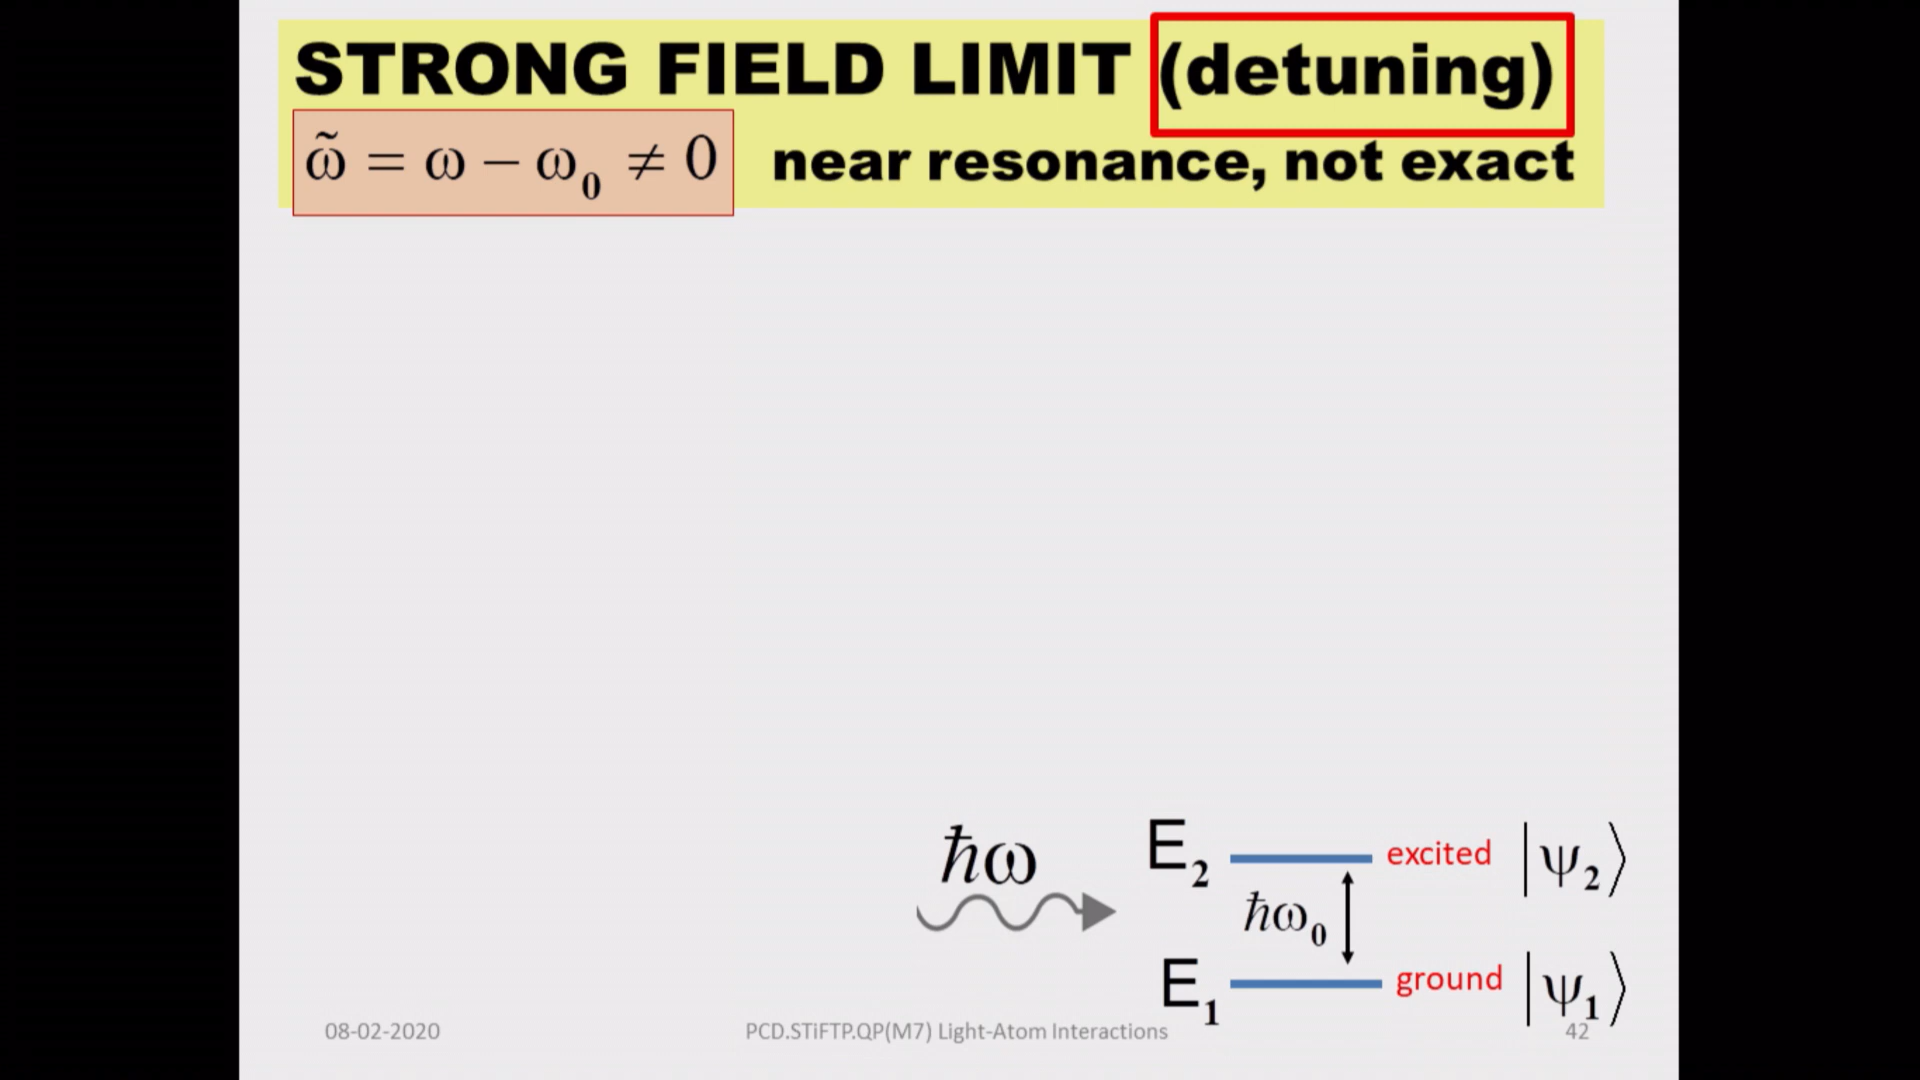 STRONG FIELD LIMIT (detuning)
ω̃ = ω − ω₀ ≠ 0 near resonance, not exact
ħω
E₂ excited |ψ₂⟩
ħω₀
E₁ ground |ψ₁⟩
08-02-2020 PCD.STiFTP.QP(M7) Light-Atom Interactions 42